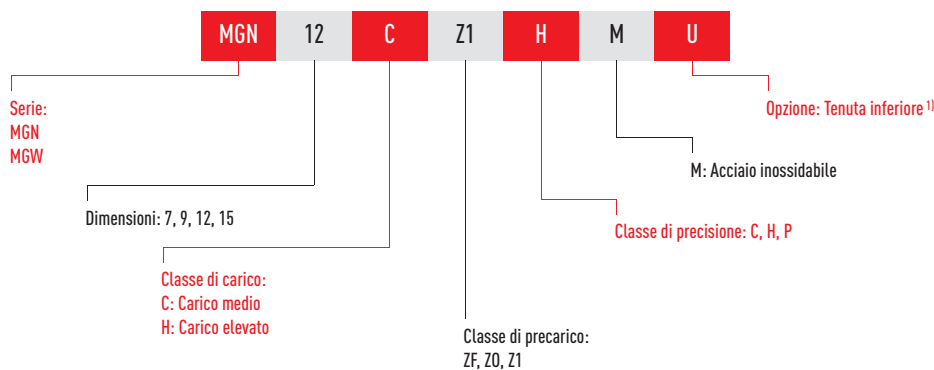 MGN 12 C Z1 H M U
Serie:
MGN
MGW
Opzione: Tenuta inferiore 1)
M: Acciaio inossidabile
Dimensioni: 7, 9, 12, 15
Classe di precisione: C, H, P
Classe di carico:
C: Carico medio
H: Carico elevato
Classe di precarico:
ZF, Z0, Z1